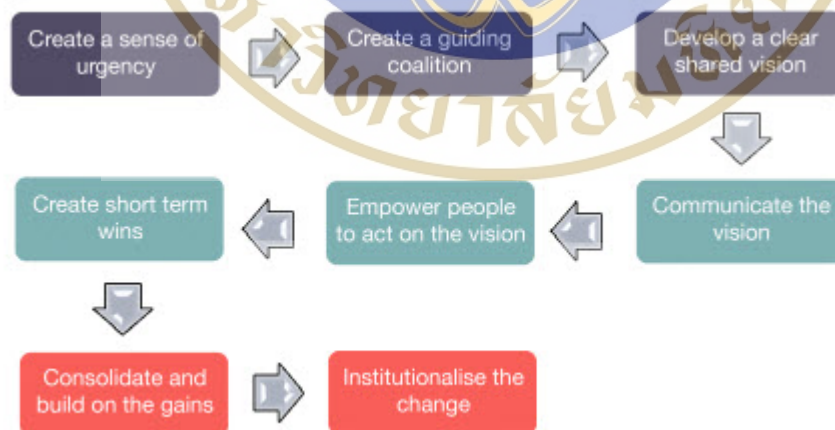 Create a sense of
urgency
Create a guiding
coalition
Develop a clear
shared vision
Communicate the
vision
Empower people
to act on the vision
Create short term
wins
Consolidate and
build on the gains
Institutionalise the
change